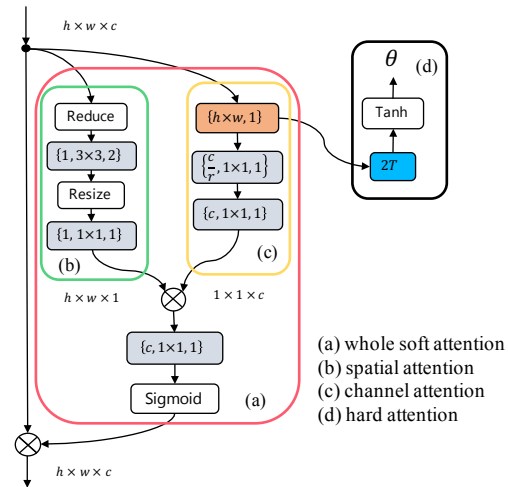 h × w × c
(d)
θ
Tanh
2T
Reduce
{1, 3×3, 2}
Resize
{1, 1×1, 1}
(b)
{h×w, 1}
{c/r, 1×1, 1}
{c, 1×1, 1}
(c)
h × w × 1
1 × 1 × c
{c, 1×1, 1}
Sigmoid
(a)
h × w × c
(a) whole soft attention
(b) spatial attention
(c) channel attention
(d) hard attention